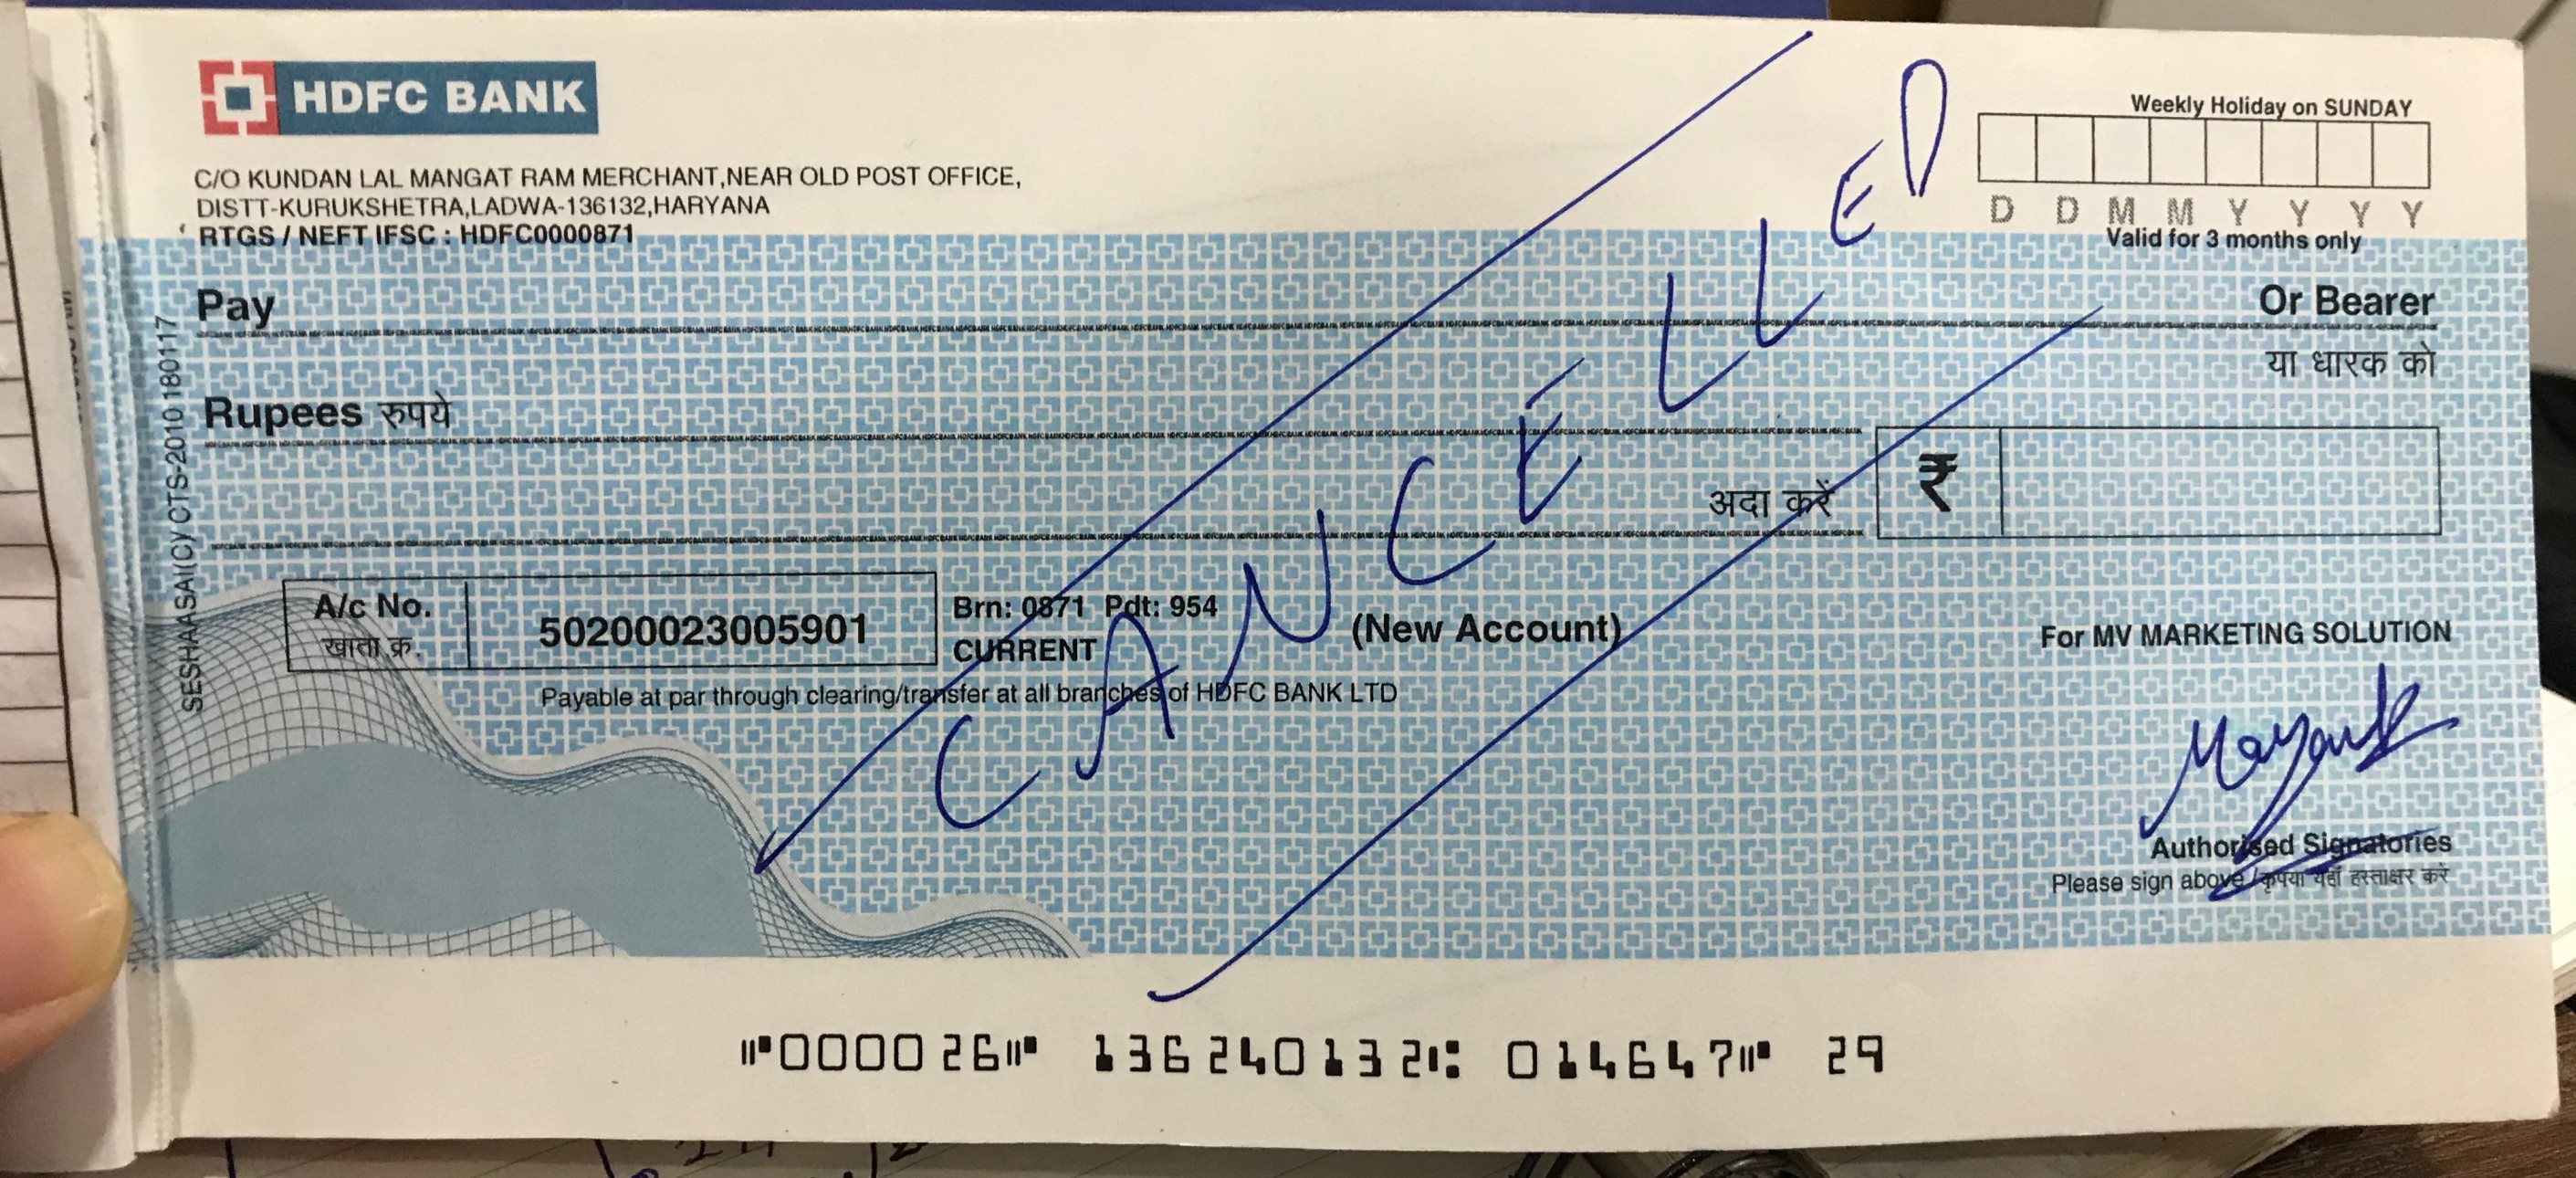 HDFC BANK
Weekly Holiday on SUNDAY
C/O KUNDAN LAL MANGAT RAM MERCHANT,NEAR OLD POST OFFICE,
DISTT-KURUKSHETRA,LADWA-136132,HARYANA
RTGS / NEFT IFSC : HDFC0000871
D D M M Y Y Y Y
Valid for 3 months only
Pay
Or Bearer
या धारक को
Rupees रुपये
अदा करें
₹
CANCELLED
A/c No.
खाता क्र.
50200023005901
Brn: 0871 Pdt: 954
CURRENT
(New Account)
For MV MARKETING SOLUTION
Payable at par through clearing/transfer at all branches of HDFC BANK LTD
Mayank
Authorised Signatories
Please sign above / कृपया यहाँ हस्ताक्षर करें
SESHAASAI(C)/ CTS-2010 180117
⑈000026⑈ 136240132⑆ 014647⑈ 29